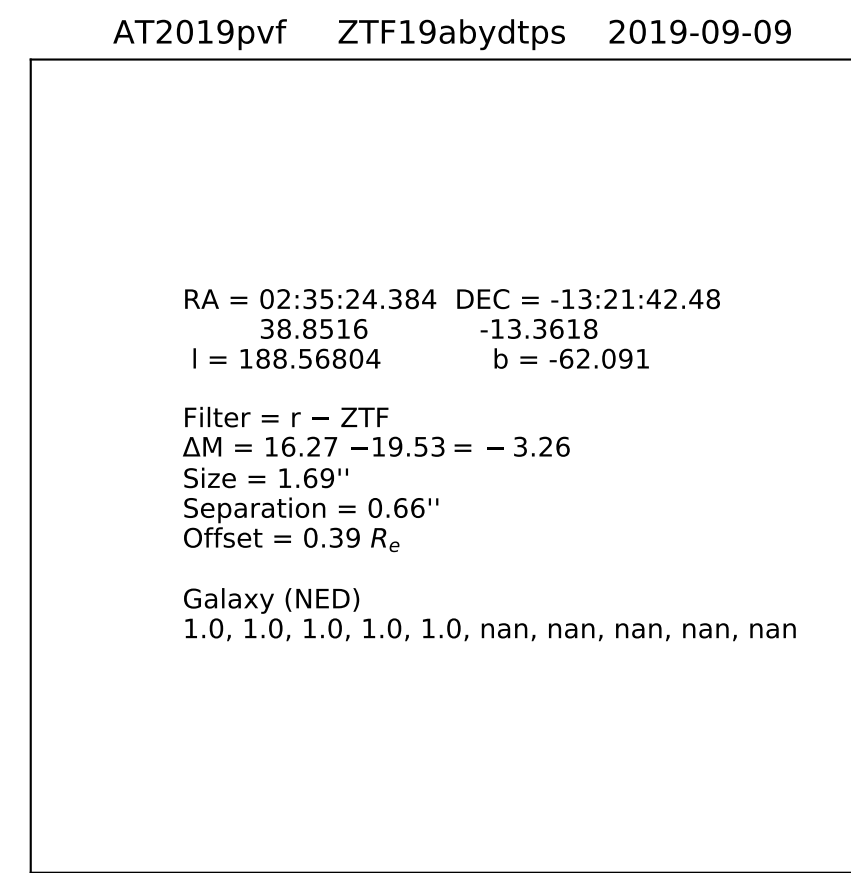 AT2019pvf ZTF19abydtps 2019-09-09
RA = 02:35:24.384 DEC = -13:21:42.48
38.8516 -13.3618
l = 188.56804 b = -62.091
Filter = r − ZTF
ΔM = 16.27 −19.53 = − 3.26
Size = 1.69''
Separation = 0.66''
Offset = 0.39 Re
Galaxy (NED)
1.0, 1.0, 1.0, 1.0, 1.0, nan, nan, nan, nan, nan